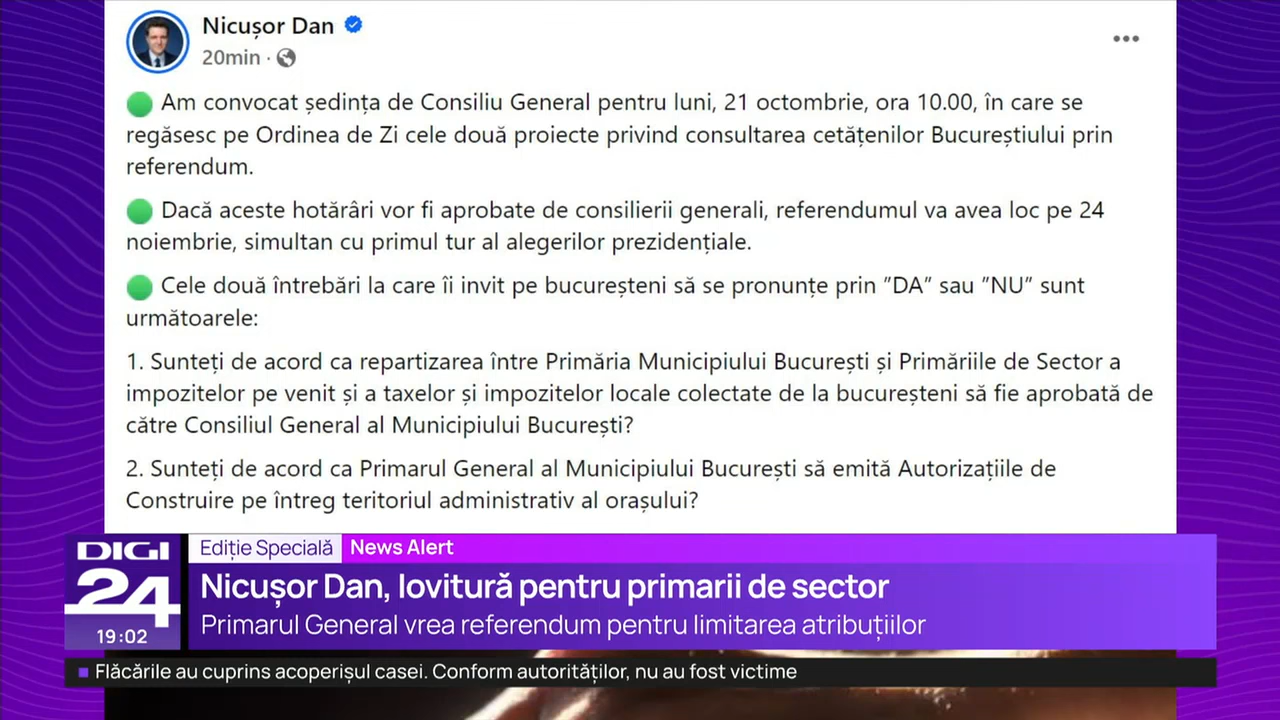 Nicușor Dan
20min ·
Am convocat ședința de Consiliu General pentru luni, 21 octombrie, ora 10.00, în care se
regăsesc pe Ordinea de Zi cele două proiecte privind consultarea cetățenilor Bucureștiului prin
referendum.
Dacă aceste hotărâri vor fi aprobate de consilierii generali, referendumul va avea loc pe 24
noiembrie, simultan cu primul tur al alegerilor prezidențiale.
Cele două întrebări la care îi invit pe bucureșteni să se pronunțe prin ”DA” sau ”NU” sunt
următoarele:
1. Sunteți de acord ca repartizarea între Primăria Municipiului București și Primăriile de Sector a
impozitelor pe venit și a taxelor și impozitelor locale colectate de la bucureșteni să fie aprobată de
către Consiliul General al Municipiului București?
2. Sunteți de acord ca Primarul General al Municipiului București să emită Autorizațiile de
Construire pe întreg teritoriul administrativ al orașului?
DIGI
24
19:02
Ediție Specială News Alert
Nicușor Dan, lovitură pentru primarii de sector
Primarul General vrea referendum pentru limitarea atribuțiilor
Flăcările au cuprins acoperișul casei. Conform autorităților, nu au fost victime